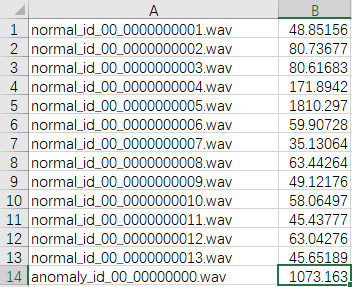 A B
1 normal_id_00_0000000001.wav 48.85156
2 normal_id_00_0000000002.wav 80.73677
3 normal_id_00_0000000003.wav 80.61683
4 normal_id_00_0000000004.wav 171.8942
5 normal_id_00_0000000005.wav 1810.297
6 normal_id_00_0000000006.wav 59.90728
7 normal_id_00_0000000007.wav 35.13064
8 normal_id_00_0000000008.wav 63.44264
9 normal_id_00_0000000009.wav 49.12176
10 normal_id_00_0000000010.wav 58.06497
11 normal_id_00_0000000011.wav 45.43777
12 normal_id_00_0000000012.wav 63.04276
13 normal_id_00_0000000013.wav 45.65189
14 anomaly_id_00_00000000.wav 1073.163